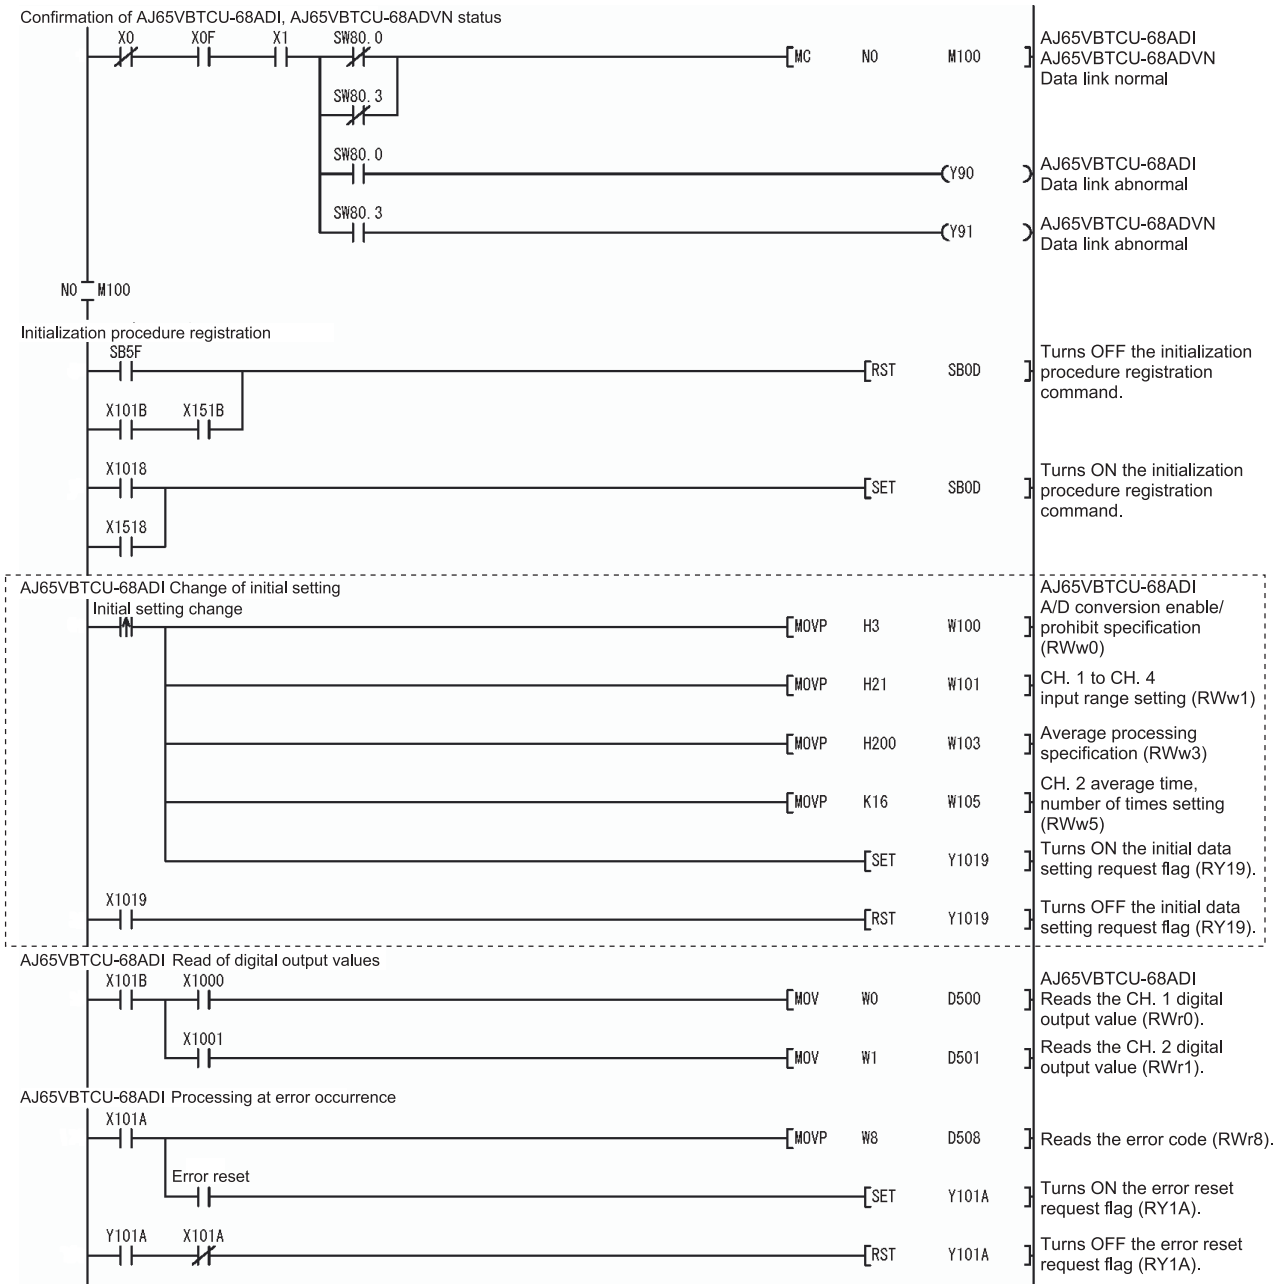 Confirmation of AJ65VBTCU-68ADI, AJ65VBTCU-68ADVN status
X0 X0F X1 SW80.0
MC N0 M100
AJ65VBTCU-68ADI
AJ65VBTCU-68ADVN
Data link normal
SW80.3
SW80.0
Y90
AJ65VBTCU-68ADI
Data link abnormal
SW80.3
Y91
AJ65VBTCU-68ADVN
Data link abnormal
N0 M100
Initialization procedure registration
SB5F
RST SB0D
Turns OFF the initialization
procedure registration
command.
X101B X151B
X1018
SET SB0D
Turns ON the initialization
procedure registration
command.
X1518
AJ65VBTCU-68ADI Change of initial setting
Initial setting change
MOVP H3 W100
AJ65VBTCU-68ADI
A/D conversion enable/
prohibit specification
(RWw0)
MOVP H21 W101
CH. 1 to CH. 4
input range setting (RWw1)
MOVP H200 W103
Average processing
specification (RWw3)
MOVP K16 W105
CH. 2 average time,
number of times setting
(RWw5)
SET Y1019
Turns ON the initial data
setting request flag (RY19).
X1019
RST Y1019
Turns OFF the initial data
setting request flag (RY19).
AJ65VBTCU-68ADI Read of digital output values
X101B X1000
MOV W0 D500
AJ65VBTCU-68ADI
Reads the CH. 1 digital
output value (RWr0).
X1001
MOV W1 D501
Reads the CH. 2 digital
output value (RWr1).
AJ65VBTCU-68ADI Processing at error occurrence
X101A
MOVP W8 D508
Reads the error code (RWr8).
Error reset
SET Y101A
Turns ON the error reset
request flag (RY1A).
Y101A X101A
RST Y101A
Turns OFF the error reset
request flag (RY1A).